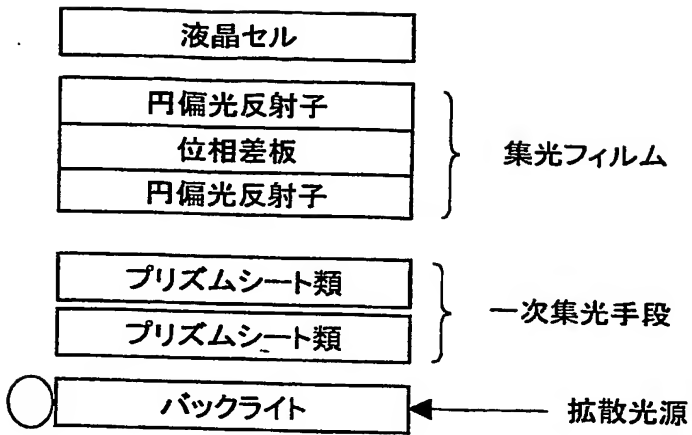 液晶セル
円偏光反射子
位相差板
円偏光反射子
集光フィルム
プリズムシート類
プリズムシート類
一次集光手段
バックライト
拡散光源